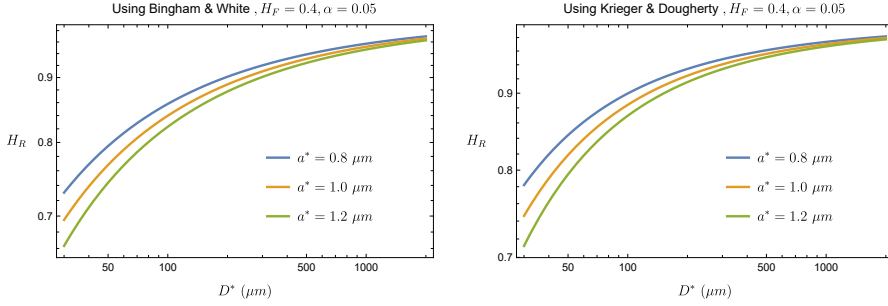 Using Bingham & White , H_F = 0.4, α = 0.05
0.9
0.8
0.7
H_R
a* = 0.8 μm
a* = 1.0 μm
a* = 1.2 μm
50
100
500
1000
D* (μm)
Using Krieger & Dougherty , H_F = 0.4, α = 0.05
0.9
0.8
0.7
H_R
a* = 0.8 μm
a* = 1.0 μm
a* = 1.2 μm
50
100
500
1000
D* (μm)